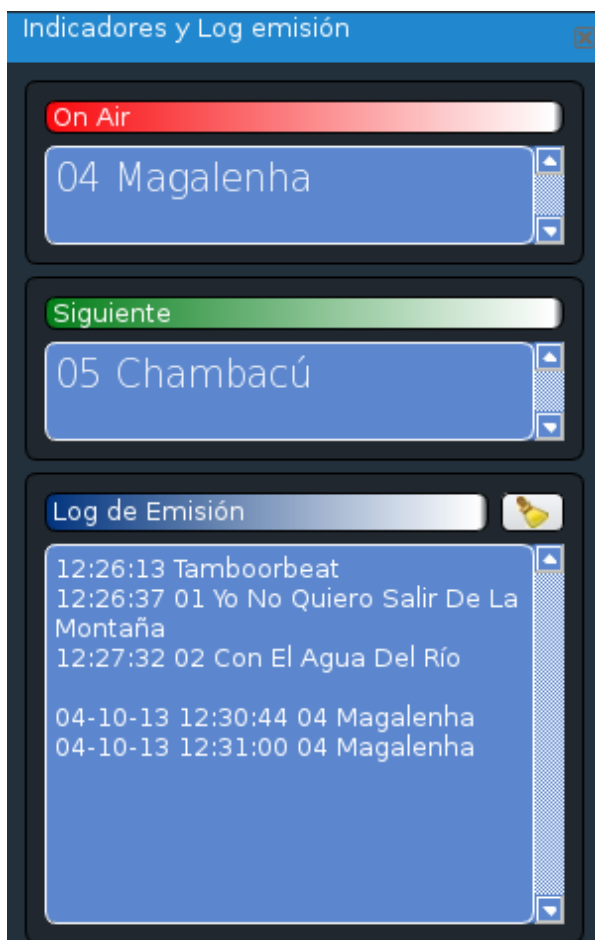 Indicadores y Log emisión
On Air
04 Magalenha
Siguiente
05 Chambacú
Log de Emisión
12:26:13 Tamboorbeat
12:26:37 01 Yo No Quiero Salir De La
Montaña
12:27:32 02 Con El Agua Del Río
04-10-13 12:30:44 04 Magalenha
04-10-13 12:31:00 04 Magalenha